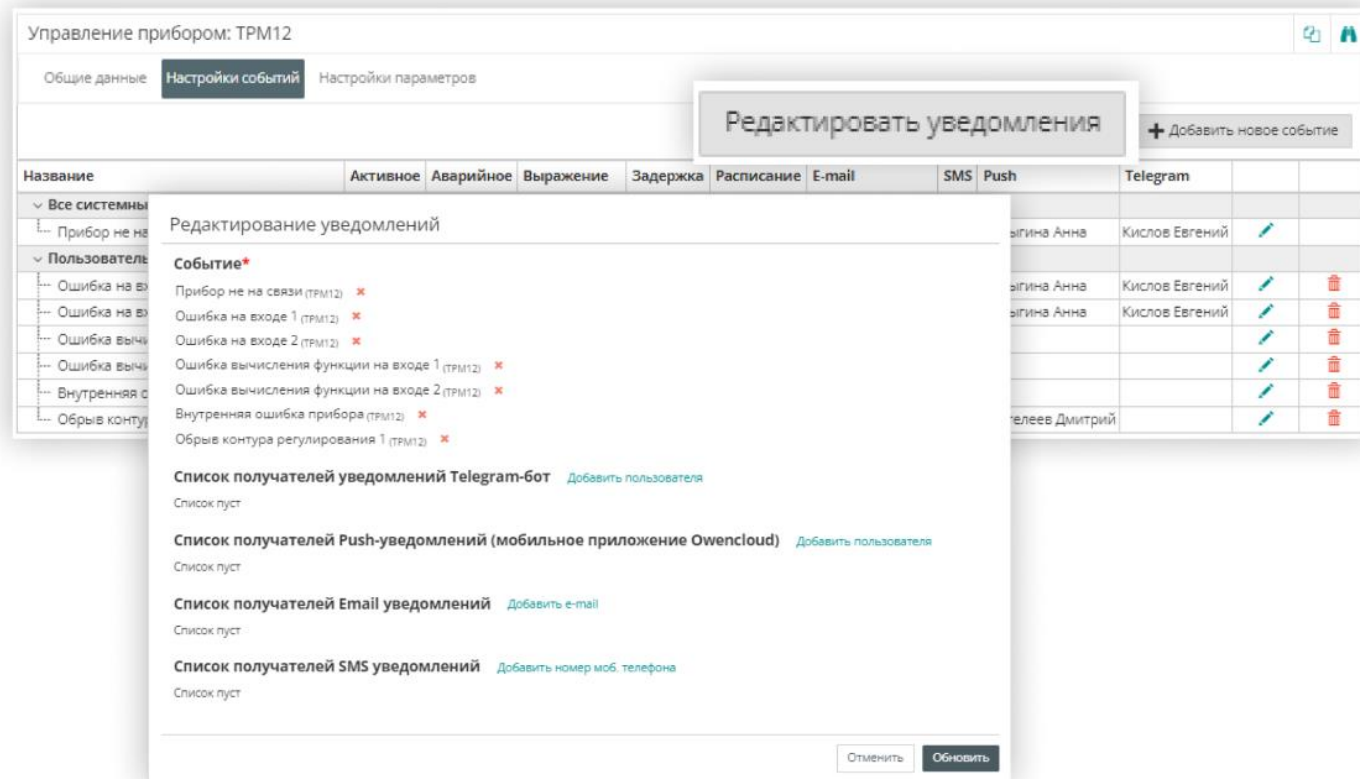 Управление прибором: ТРМ12
Общие данные Настройки событий Настройки параметров
Редактировать уведомления
+ Добавить новое событие
Название Активное Аварийное Выражение Задержка Расписание E-mail SMS Push Telegram
Все системны
Прибор не на Анна Кислов Евгений
Пользователь
Ошибка на вх Анна Кислов Евгений
Ошибка на вх Анна Кислов Евгений
Ошибка вычи
Ошибка вычи
Внутренняя о
Обрыв контур Дмитрий
Редактирование уведомлений
Событие*
Прибор не на связи (ТРМ12)
Ошибка на входе 1 (ТРМ12)
Ошибка на входе 2 (ТРМ12)
Ошибка вычисления функции на входе 1 (ТРМ12)
Ошибка вычисления функции на входе 2 (ТРМ12)
Внутренняя ошибка прибора (ТРМ12)
Обрыв контура регулирования 1 (ТРМ12)
Список получателей уведомлений Telegram-бот Добавить пользователя
Список пуст
Список получателей Push-уведомлений (мобильное приложение Owencloud) Добавить пользователя
Список пуст
Список получателей Email уведомлений Добавить e-mail
Список пуст
Список получателей SMS уведомлений Добавить номер моб. телефона
Список пуст
Отменить Обновить